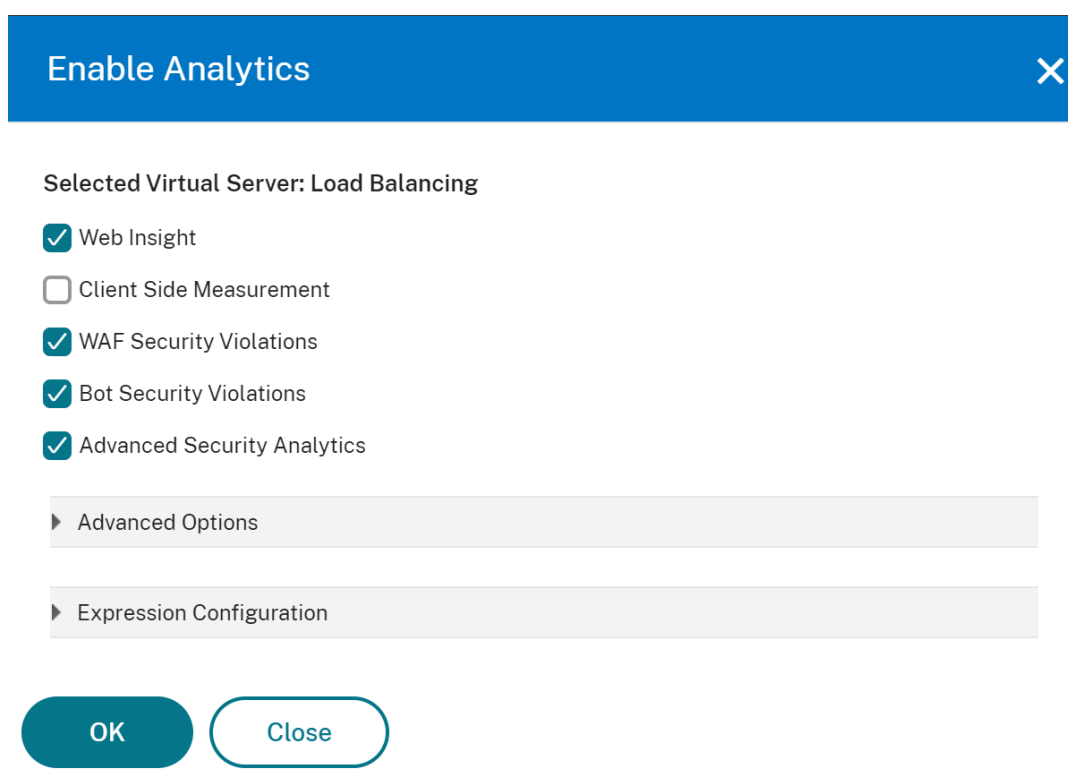 Enable Analytics
Selected Virtual Server: Load Balancing
Web Insight
Client Side Measurement
WAF Security Violations
Bot Security Violations
Advanced Security Analytics
Advanced Options
Expression Configuration
OK
Close